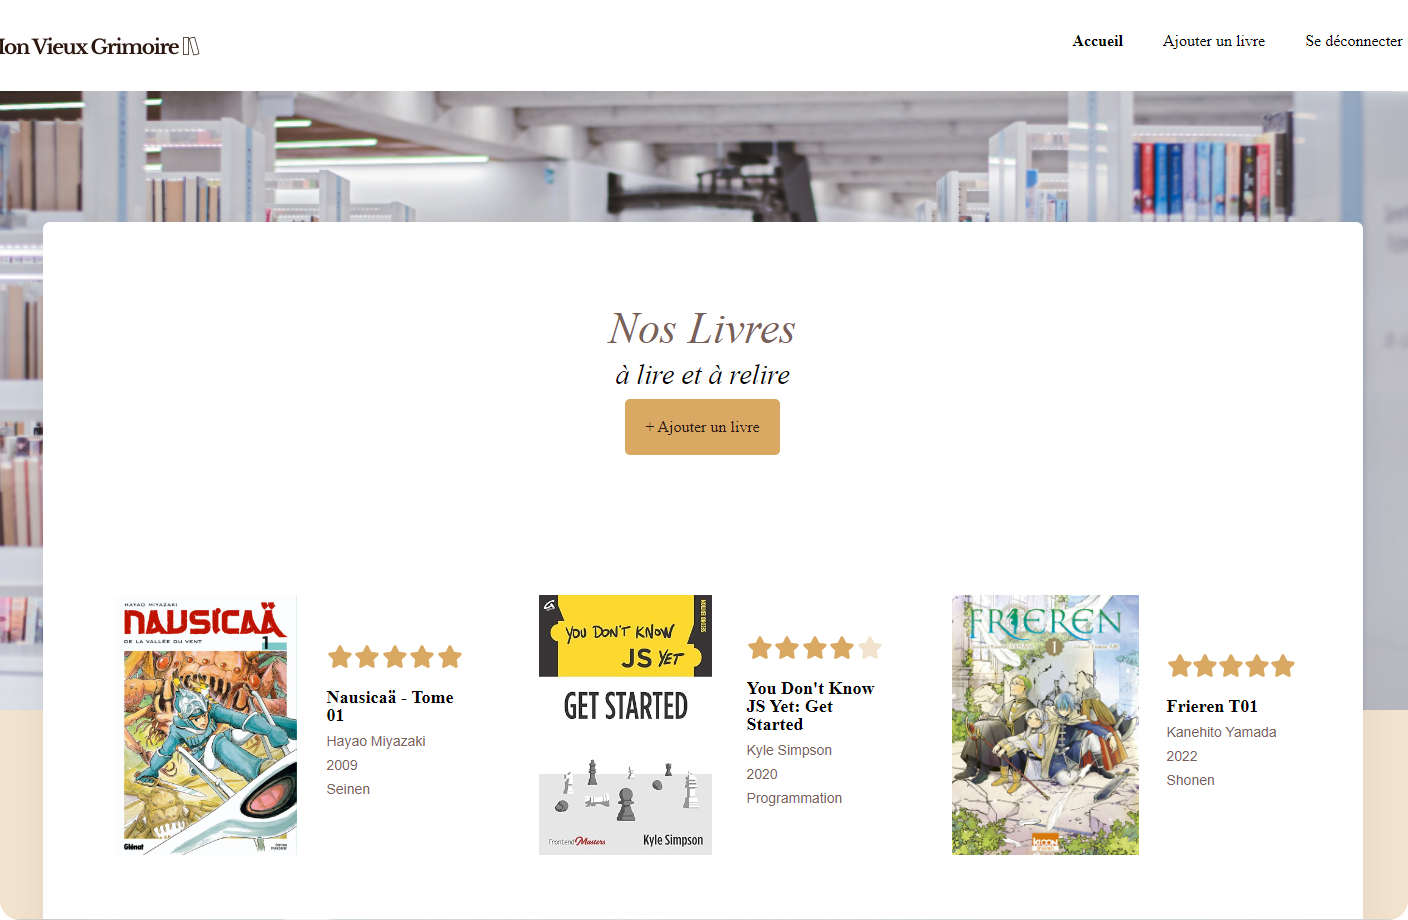 on Vieux Grimoire
Accueil
Ajouter un livre
Se déconnecter
Nos Livres
à lire et à relire
+ Ajouter un livre
HAYAO MIYAZAKI
NAUSICAÄ
DE LA VALLÉE DU VENT
1
Glénat
Nausicaä - Tome
01
Hayao Miyazaki
2009
Seinen
YOU DON'T KNOW
JS YET
GET STARTED
Frontend Masters
Kyle Simpson
You Don't Know
JS Yet: Get
Started
Kyle Simpson
2020
Programmation
FRIEREN
1
Frieren T01
Kanehito Yamada
2022
Shonen